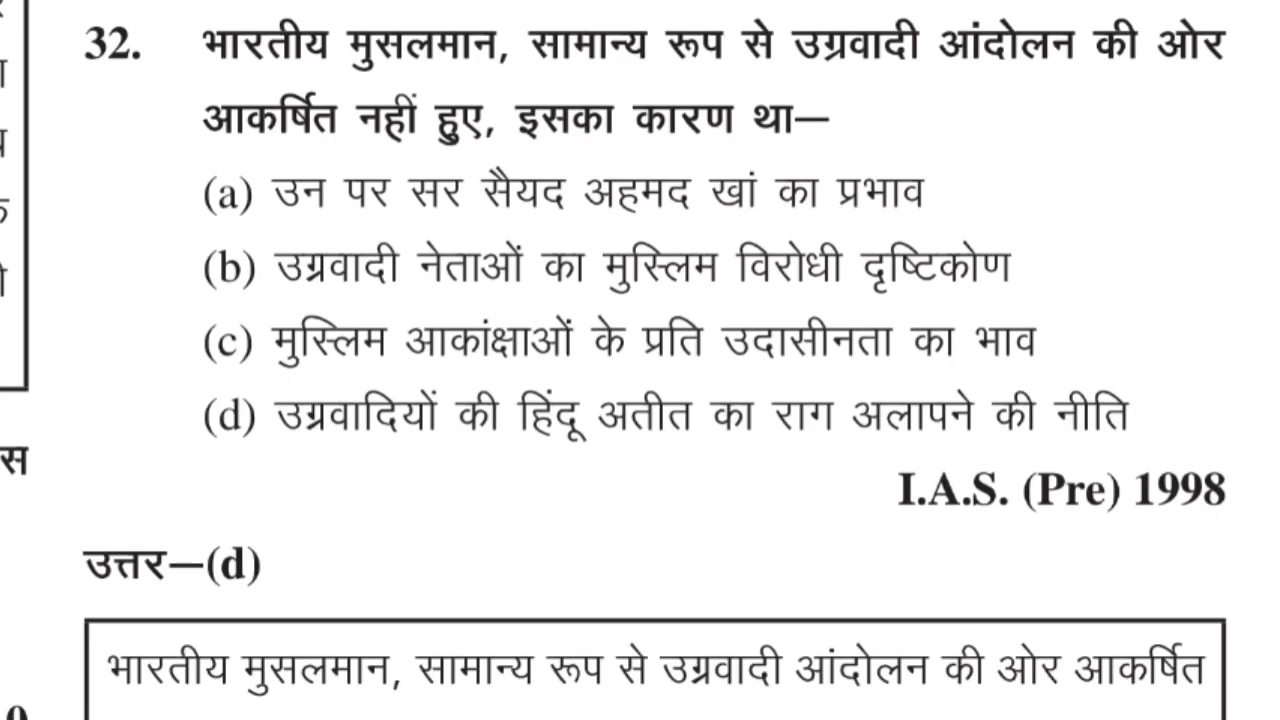 32. भारतीय मुसलमान, सामान्य रूप से उग्रवादी आंदोलन की ओर
आकर्षित नहीं हुए, इसका कारण था—
(a) उन पर सर सैयद अहमद खां का प्रभाव
(b) उग्रवादी नेताओं का मुस्लिम विरोधी दृष्टिकोण
(c) मुस्लिम आकांक्षाओं के प्रति उदासीनता का भाव
(d) उग्रवादियों की हिंदू अतीत का राग अलापने की नीति
I.A.S. (Pre) 1998
स
उत्तर—(d)
भारतीय मुसलमान, सामान्य रूप से उग्रवादी आंदोलन की ओर आकर्षित